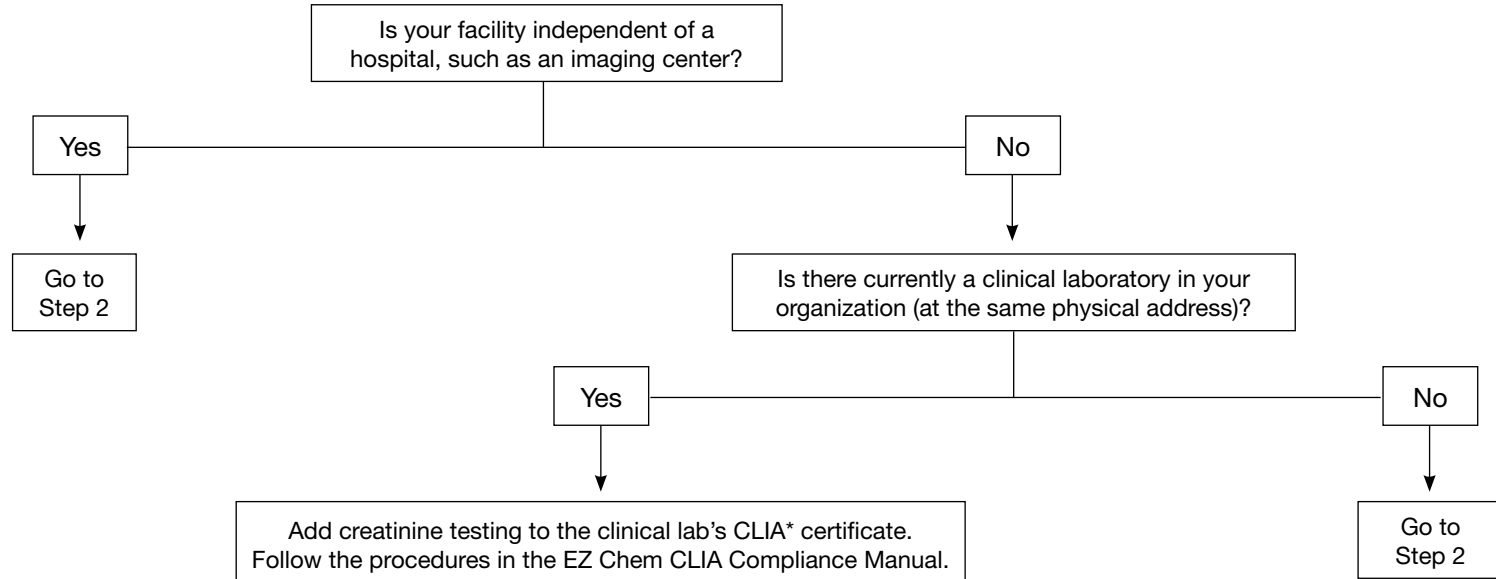 Is your facility independent of a
hospital, such as an imaging center?
Yes
No
Go to
Step 2
Is there currently a clinical laboratory in your
organization (at the same physical address)?
Yes
No
Add creatinine testing to the clinical lab's CLIA* certificate.
Follow the procedures in the EZ Chem CLIA Compliance Manual.
Go to
Step 2